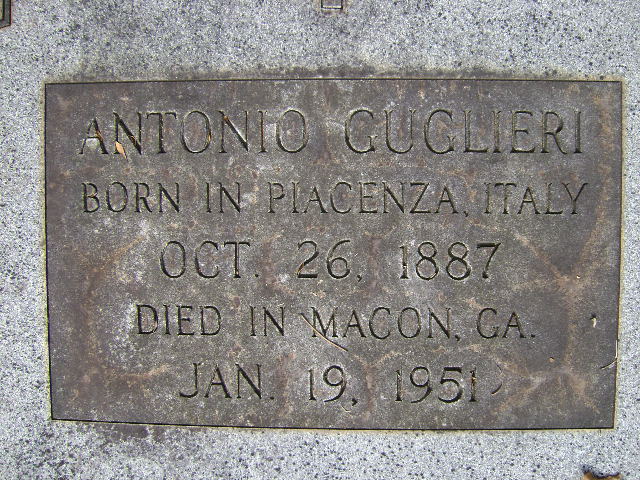 ANTONIO GUGLIERI
BORN IN PIACENZA, ITALY
OCT. 26, 1887
DIED IN MACON, GA.
JAN. 19, 1951